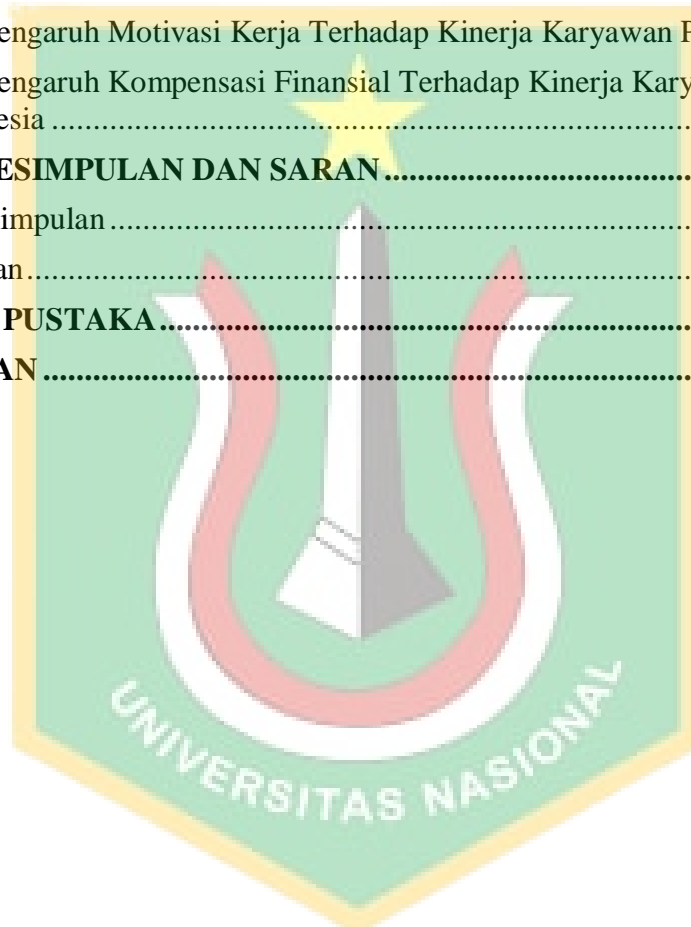 engaruh Motivasi Kerja Terhadap Kinerja Karyawan P
engaruh Kompensasi Finansial Terhadap Kinerja Kary
esia ........................................................................
ESIMPULAN DAN SARAN ........................................
impulan ................................................................
an ........................................................................
PUSTAKA ............................................................
AN ........................................................................
UNIVERSITAS NASIONAL